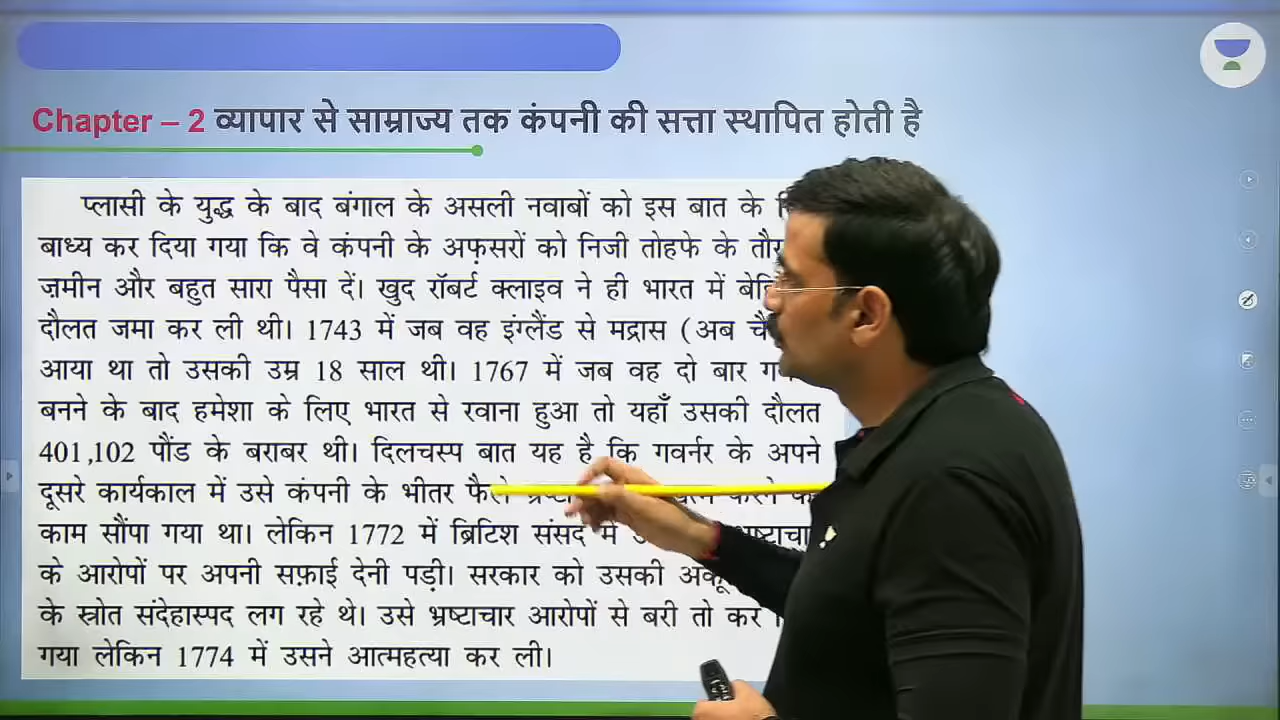 Chapter – 2 व्यापार से साम्राज्य तक कंपनी की सत्ता स्थापित होती है
प्लासी के युद्ध के बाद बंगाल के असली नवाबों को इस बात के
बाध्य कर दिया गया कि वे कंपनी के अफ़सरों को निजी तोहफे के
ज़मीन और बहुत सारा पैसा दें। खुद रॉबर्ट क्लाइव ने ही भारत में
दौलत जमा कर ली थी। 1743 में जब वह इंग्लैंड से मद्रास (अब
आया था तो उसकी उम्र 18 साल थी। 1767 में जब वह दो बार
बनने के बाद हमेशा के लिए भारत से रवाना हुआ तो यहाँ उसकी दौलत
401,102 पौंड के बराबर थी। दिलचस्प बात यह है कि गवर्नर के अपने
दूसरे कार्यकाल में उसे कंपनी के भीतर
काम सौंपा गया था। लेकिन 1772 में ब्रिटिश संसद में
के आरोपों पर अपनी सफ़ाई देनी पड़ी। सरकार को उसकी
के स्रोत संदेहास्पद लग रहे थे। उसे भ्रष्टाचार आरोपों से बरी तो कर
गया लेकिन 1774 में उसने आत्महत्या कर ली।